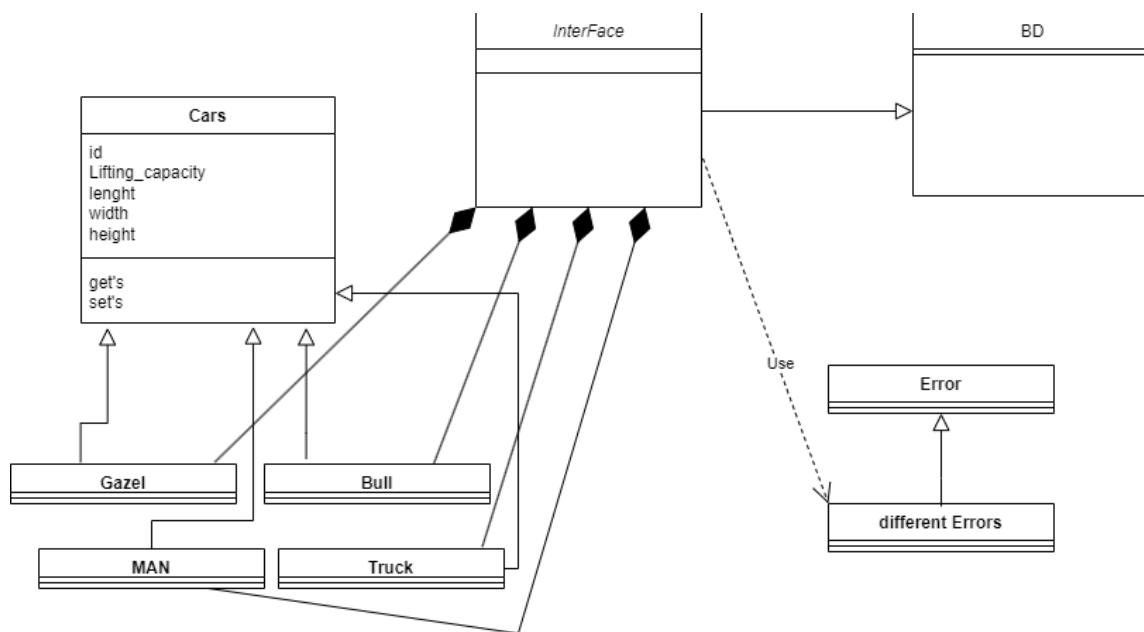 InterFace
BD
Cars
id
Lifting_capacity
lenght
width
height
get's
set's
Use
Error
Gazel
Bull
different Errors
MAN
Truck